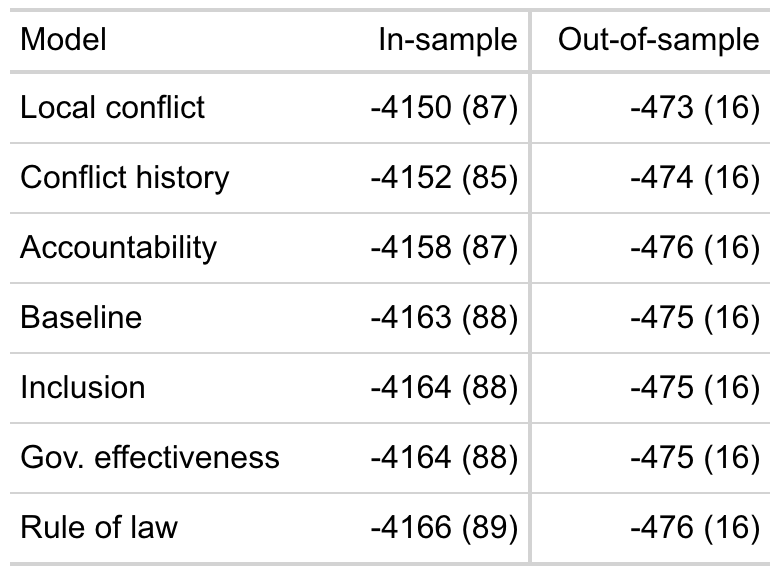 Model In-sample Out-of-sample
Local conflict -4150 (87) -473 (16)
Conflict history -4152 (85) -474 (16)
Accountability -4158 (87) -476 (16)
Baseline -4163 (88) -475 (16)
Inclusion -4164 (88) -475 (16)
Gov. effectiveness -4164 (88) -475 (16)
Rule of law -4166 (89) -476 (16)